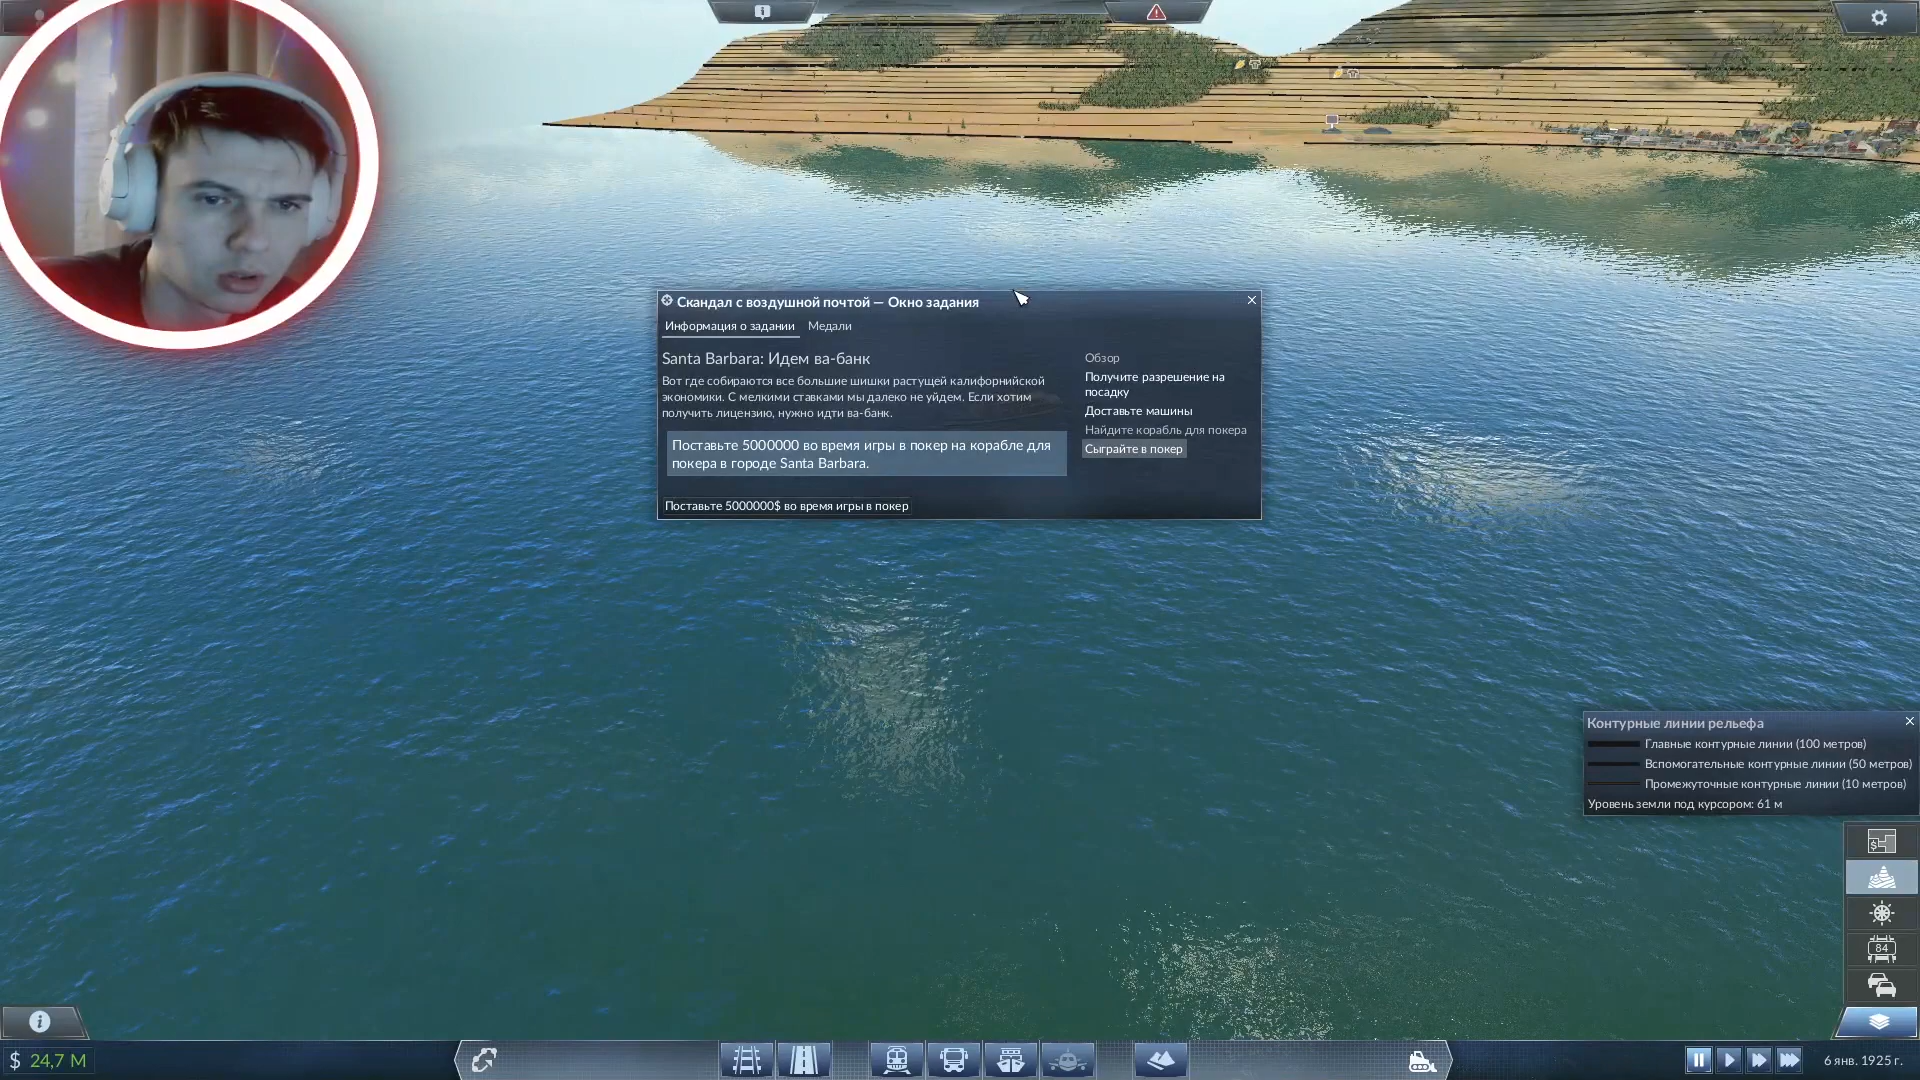 Скандал с воздушной почтой — Окно задания
Информация о задании Медали
Santa Barbara: Идем ва-банк
Вот где собираются все большие шишки растущей калифорнийской
экономики. С мелкими ставками мы далеко не уйдем. Если хотим
получить лицензию, нужно идти ва-банк.
Поставьте 5000000 во время игры в покер на корабле для
покера в городе Santa Barbara.
Поставьте 5000000$ во время игры в покер
Обзор
Получите разрешение на
посадку
Доставьте машины
Найдите корабль для покера
Сыграйте в покер
Контурные линии рельефа
Главные контурные линии (100 метров)
Вспомогательные контурные линии (50 метров)
Промежуточные контурные линии (10 метров)
Уровень земли под курсором: 61 м
84
$ 24,7 M
6 янв. 1925 г.